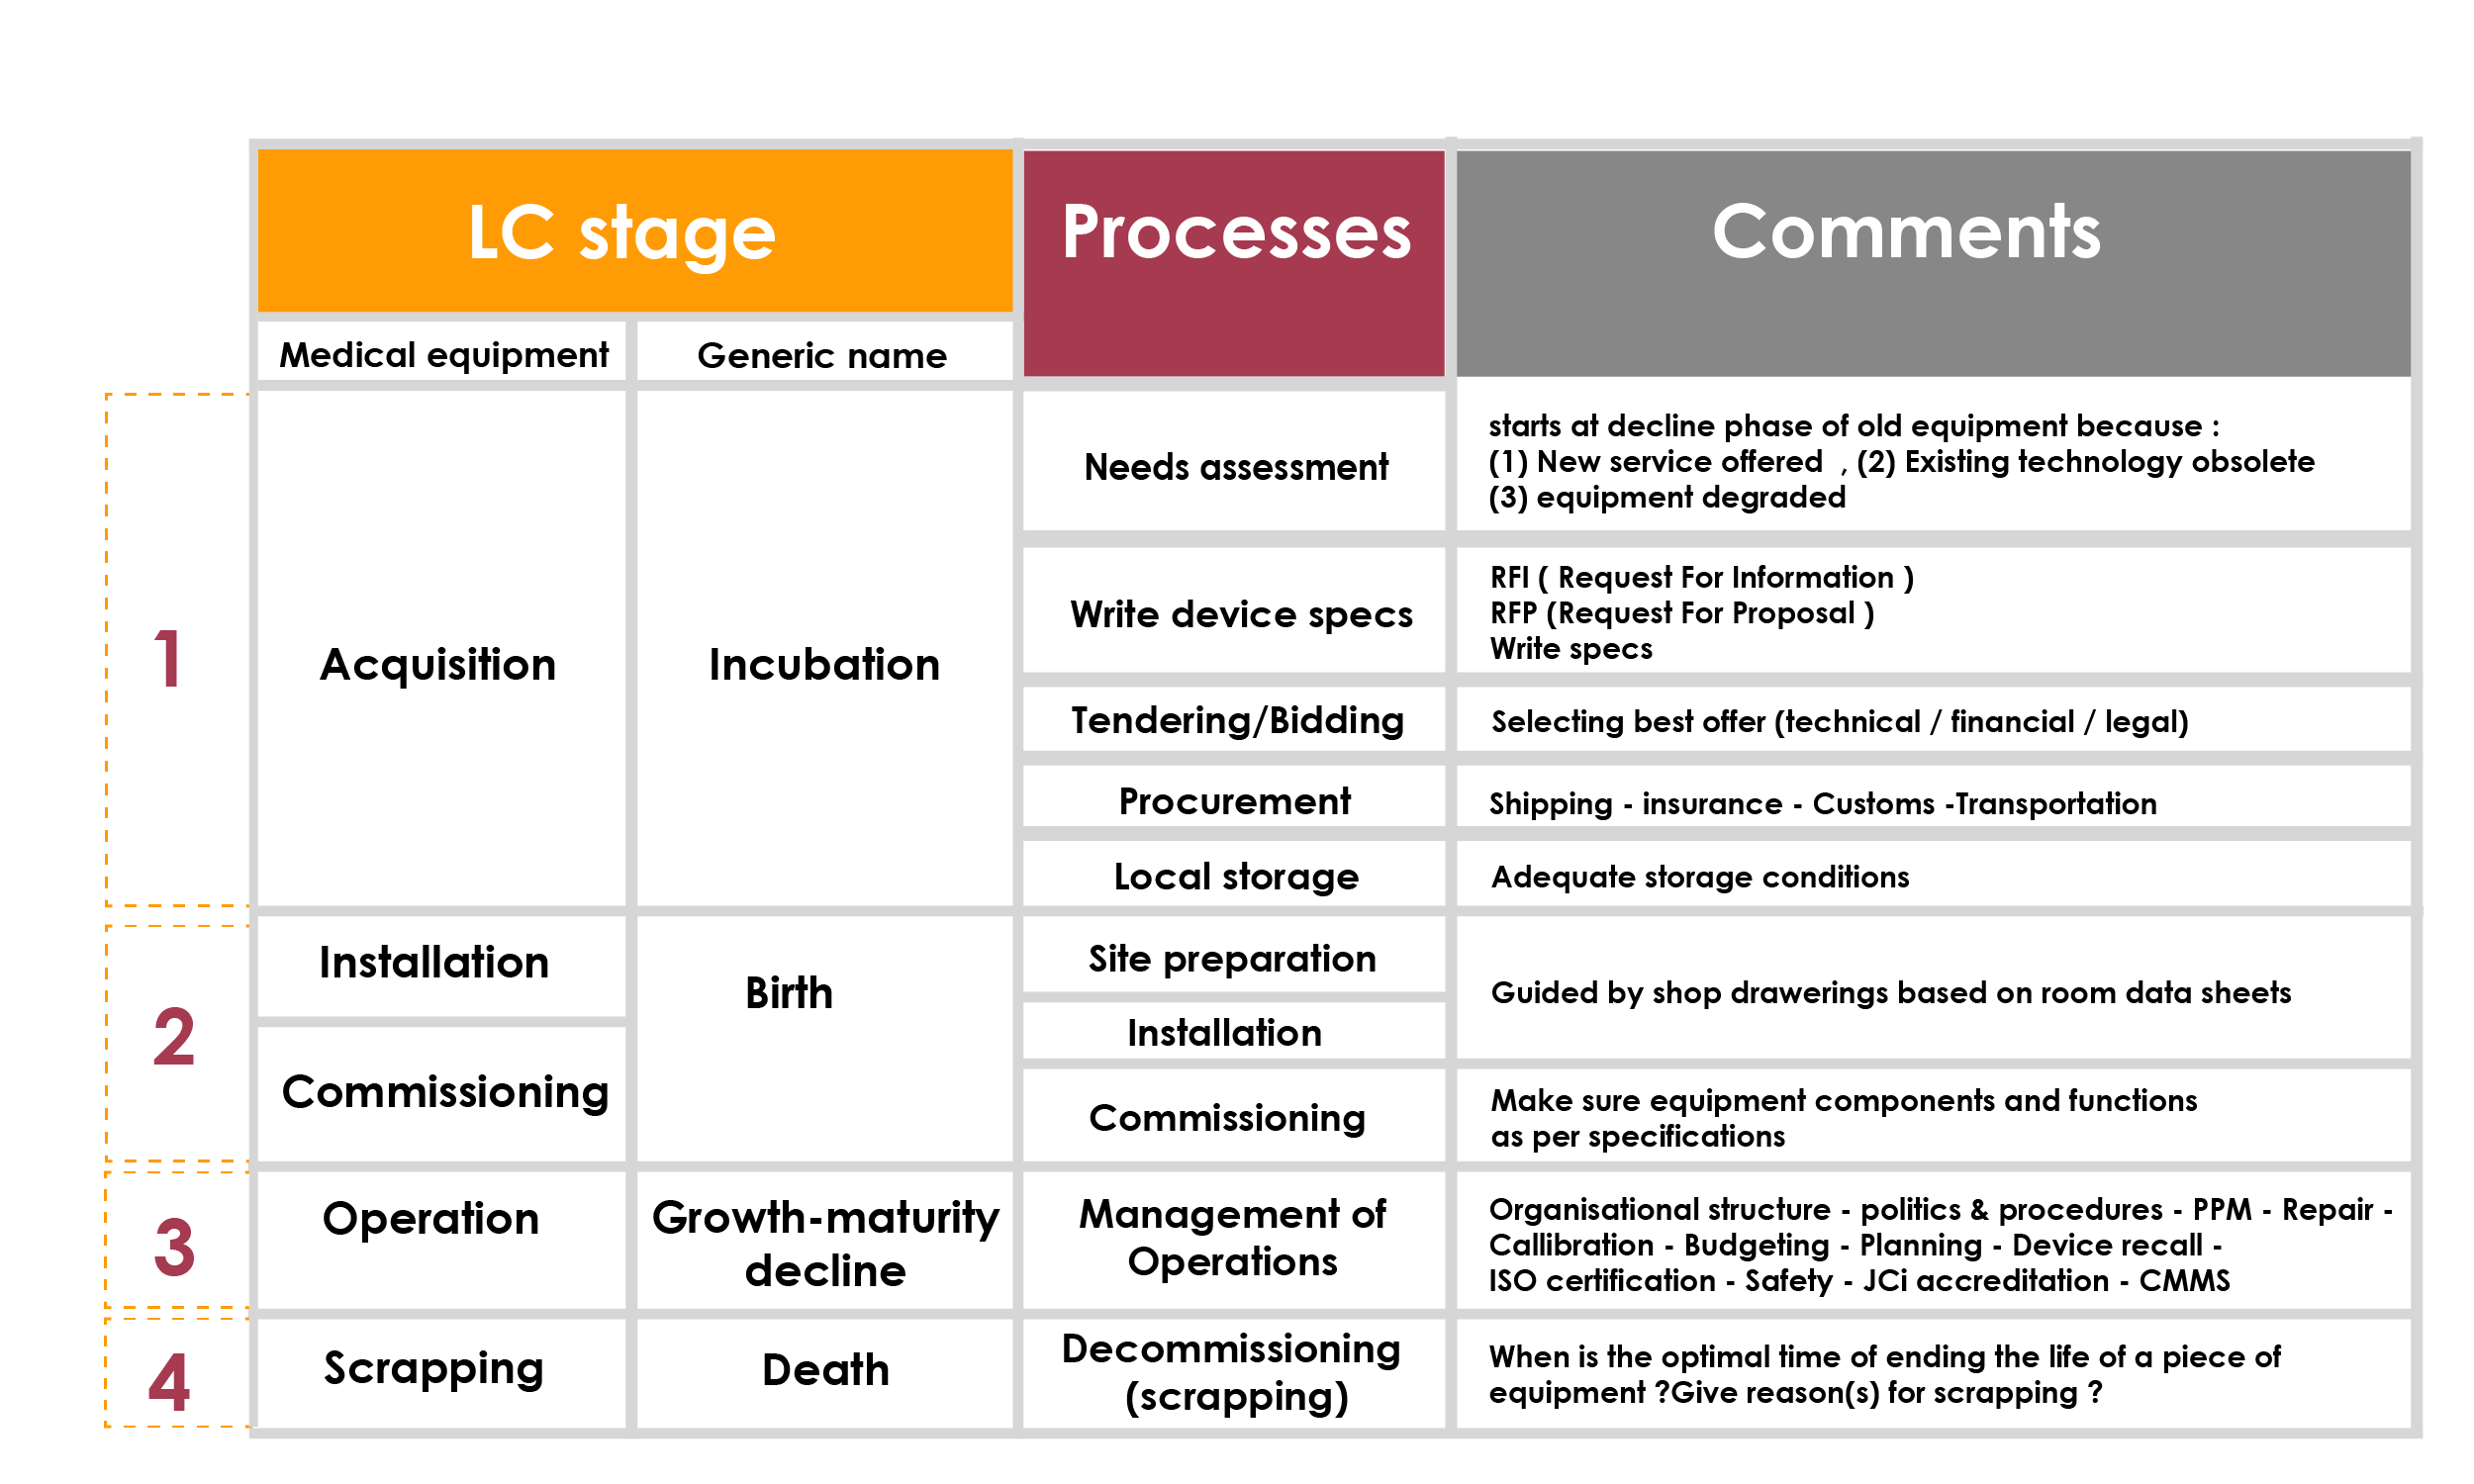 LC stage
Processes
Comments
Medical equipment
Generic name
1
Acquisition
Incubation
Needs assessment
starts at decline phase of old equipment because :
(1) New service offered , (2) Existing technology obsolete
(3) equipment degraded
Write device specs
RFI ( Request For Information )
RFP (Request For Proposal )
Write specs
Tendering/Bidding
Selecting best offer (technical / financial / legal)
Procurement
Shipping - insurance - Customs -Transportation
Local storage
Adequate storage conditions
2
Installation
Birth
Site preparation
Guided by shop drawerings based on room data sheets
Installation
Commissioning
Commissioning
Make sure equipment components and functions
as per specifications
3
Operation
Growth-maturity
decline
Management of
Operations
Organisational structure - politics & procedures - PPM - Repair -
Callibration - Budgeting - Planning - Device recall -
ISO certification - Safety - JCi accreditation - CMMS
4
Scrapping
Death
Decommissioning
(scrapping)
When is the optimal time of ending the life of a piece of
equipment ?Give reason(s) for scrapping ?